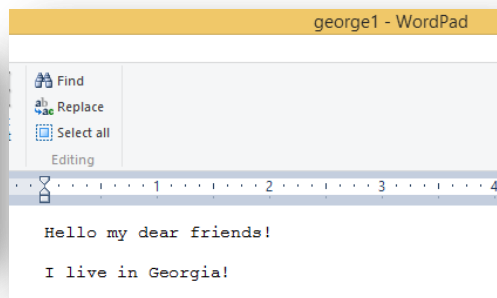 george1 - WordPad
Find
Replace
Select all
Editing
1 2 3 4
Hello my dear friends!
I live in Georgia!